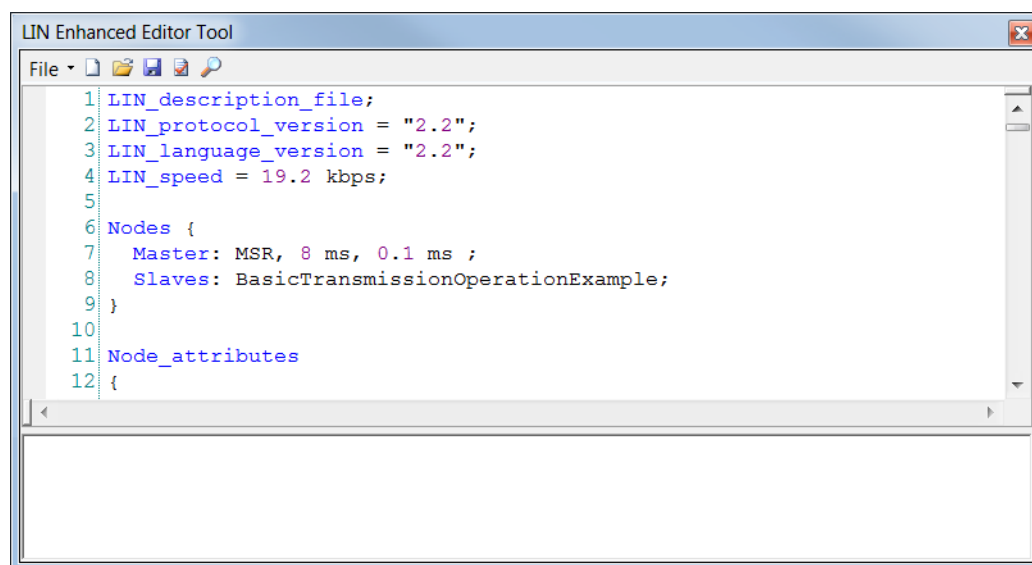 LIN Enhanced Editor Tool
File
1 LIN_description_file;
2 LIN_protocol_version = "2.2";
3 LIN_language_version = "2.2";
4 LIN_speed = 19.2 kbps;
5
6 Nodes {
7 Master: MSR, 8 ms, 0.1 ms ;
8 Slaves: BasicTransmissionOperationExample;
9 }
10
11 Node_attributes
12 {